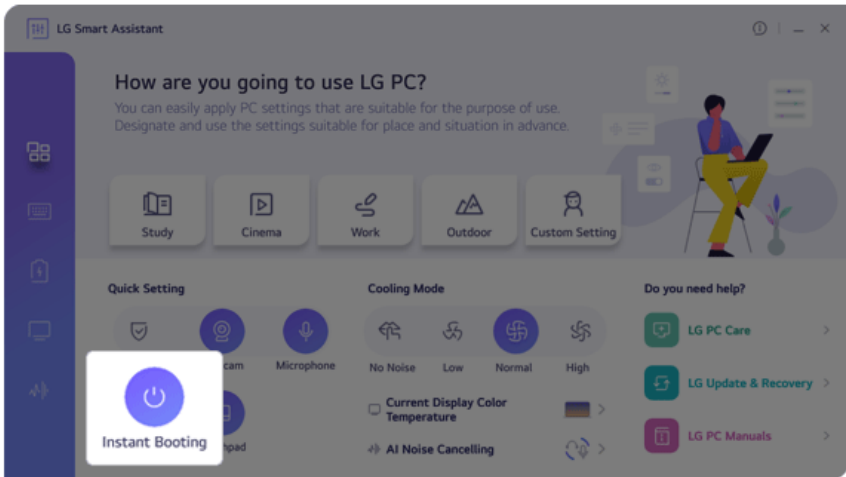 LG Smart Assistant
How are you going to use LG PC?
You can easily apply PC settings that are suitable for the purpose of use.
Designate and use the settings suitable for place and situation in advance.
Study
Cinema
Work
Outdoor
Custom Setting
Quick Setting
cam
Microphone
Instant Booting
hpad
Cooling Mode
No Noise
Low
Normal
High
Current Display Color
Temperature
AI Noise Cancelling
Do you need help?
LG PC Care
LG Update & Recovery
LG PC Manuals